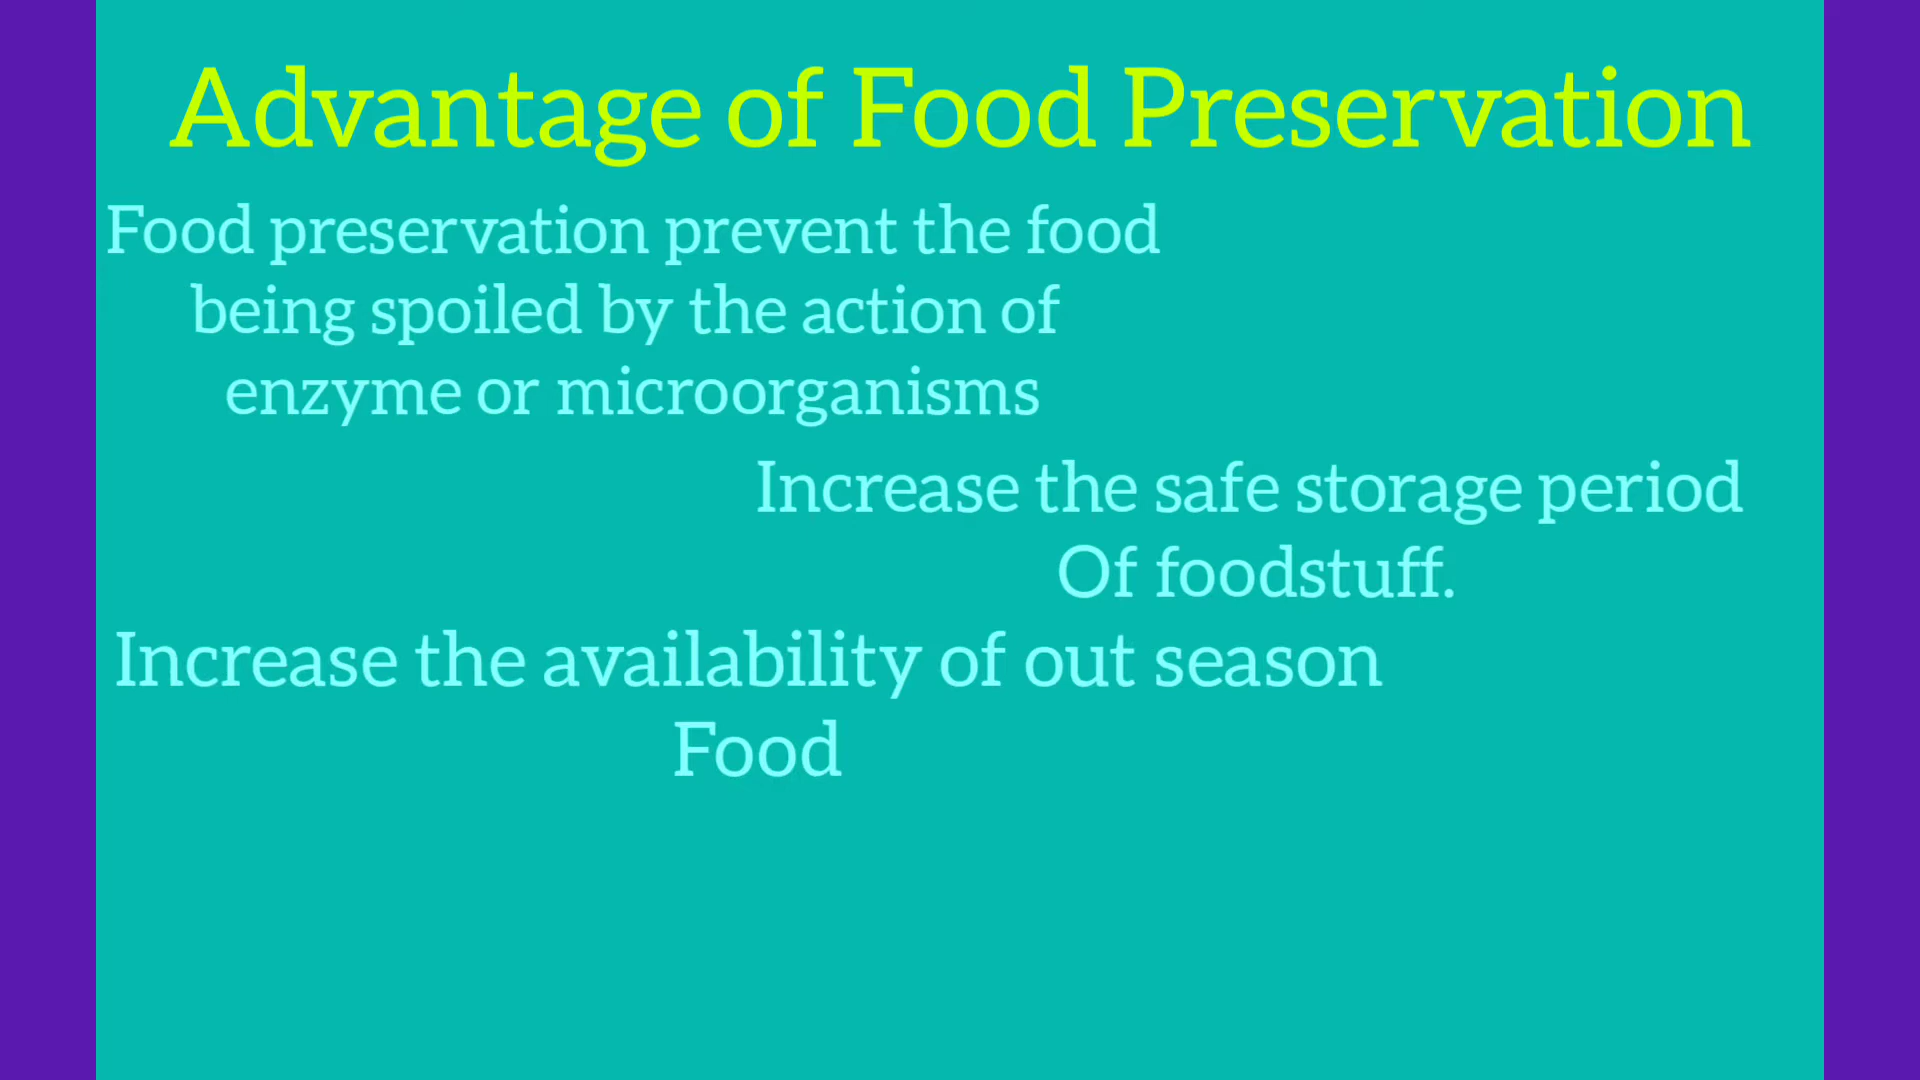 Advantage of Food Preservation
Food preservation prevent the food
being spoiled by the action of
enzyme or microorganisms
Increase the safe storage period
Of foodstuff.
Increase the availability of out season
Food